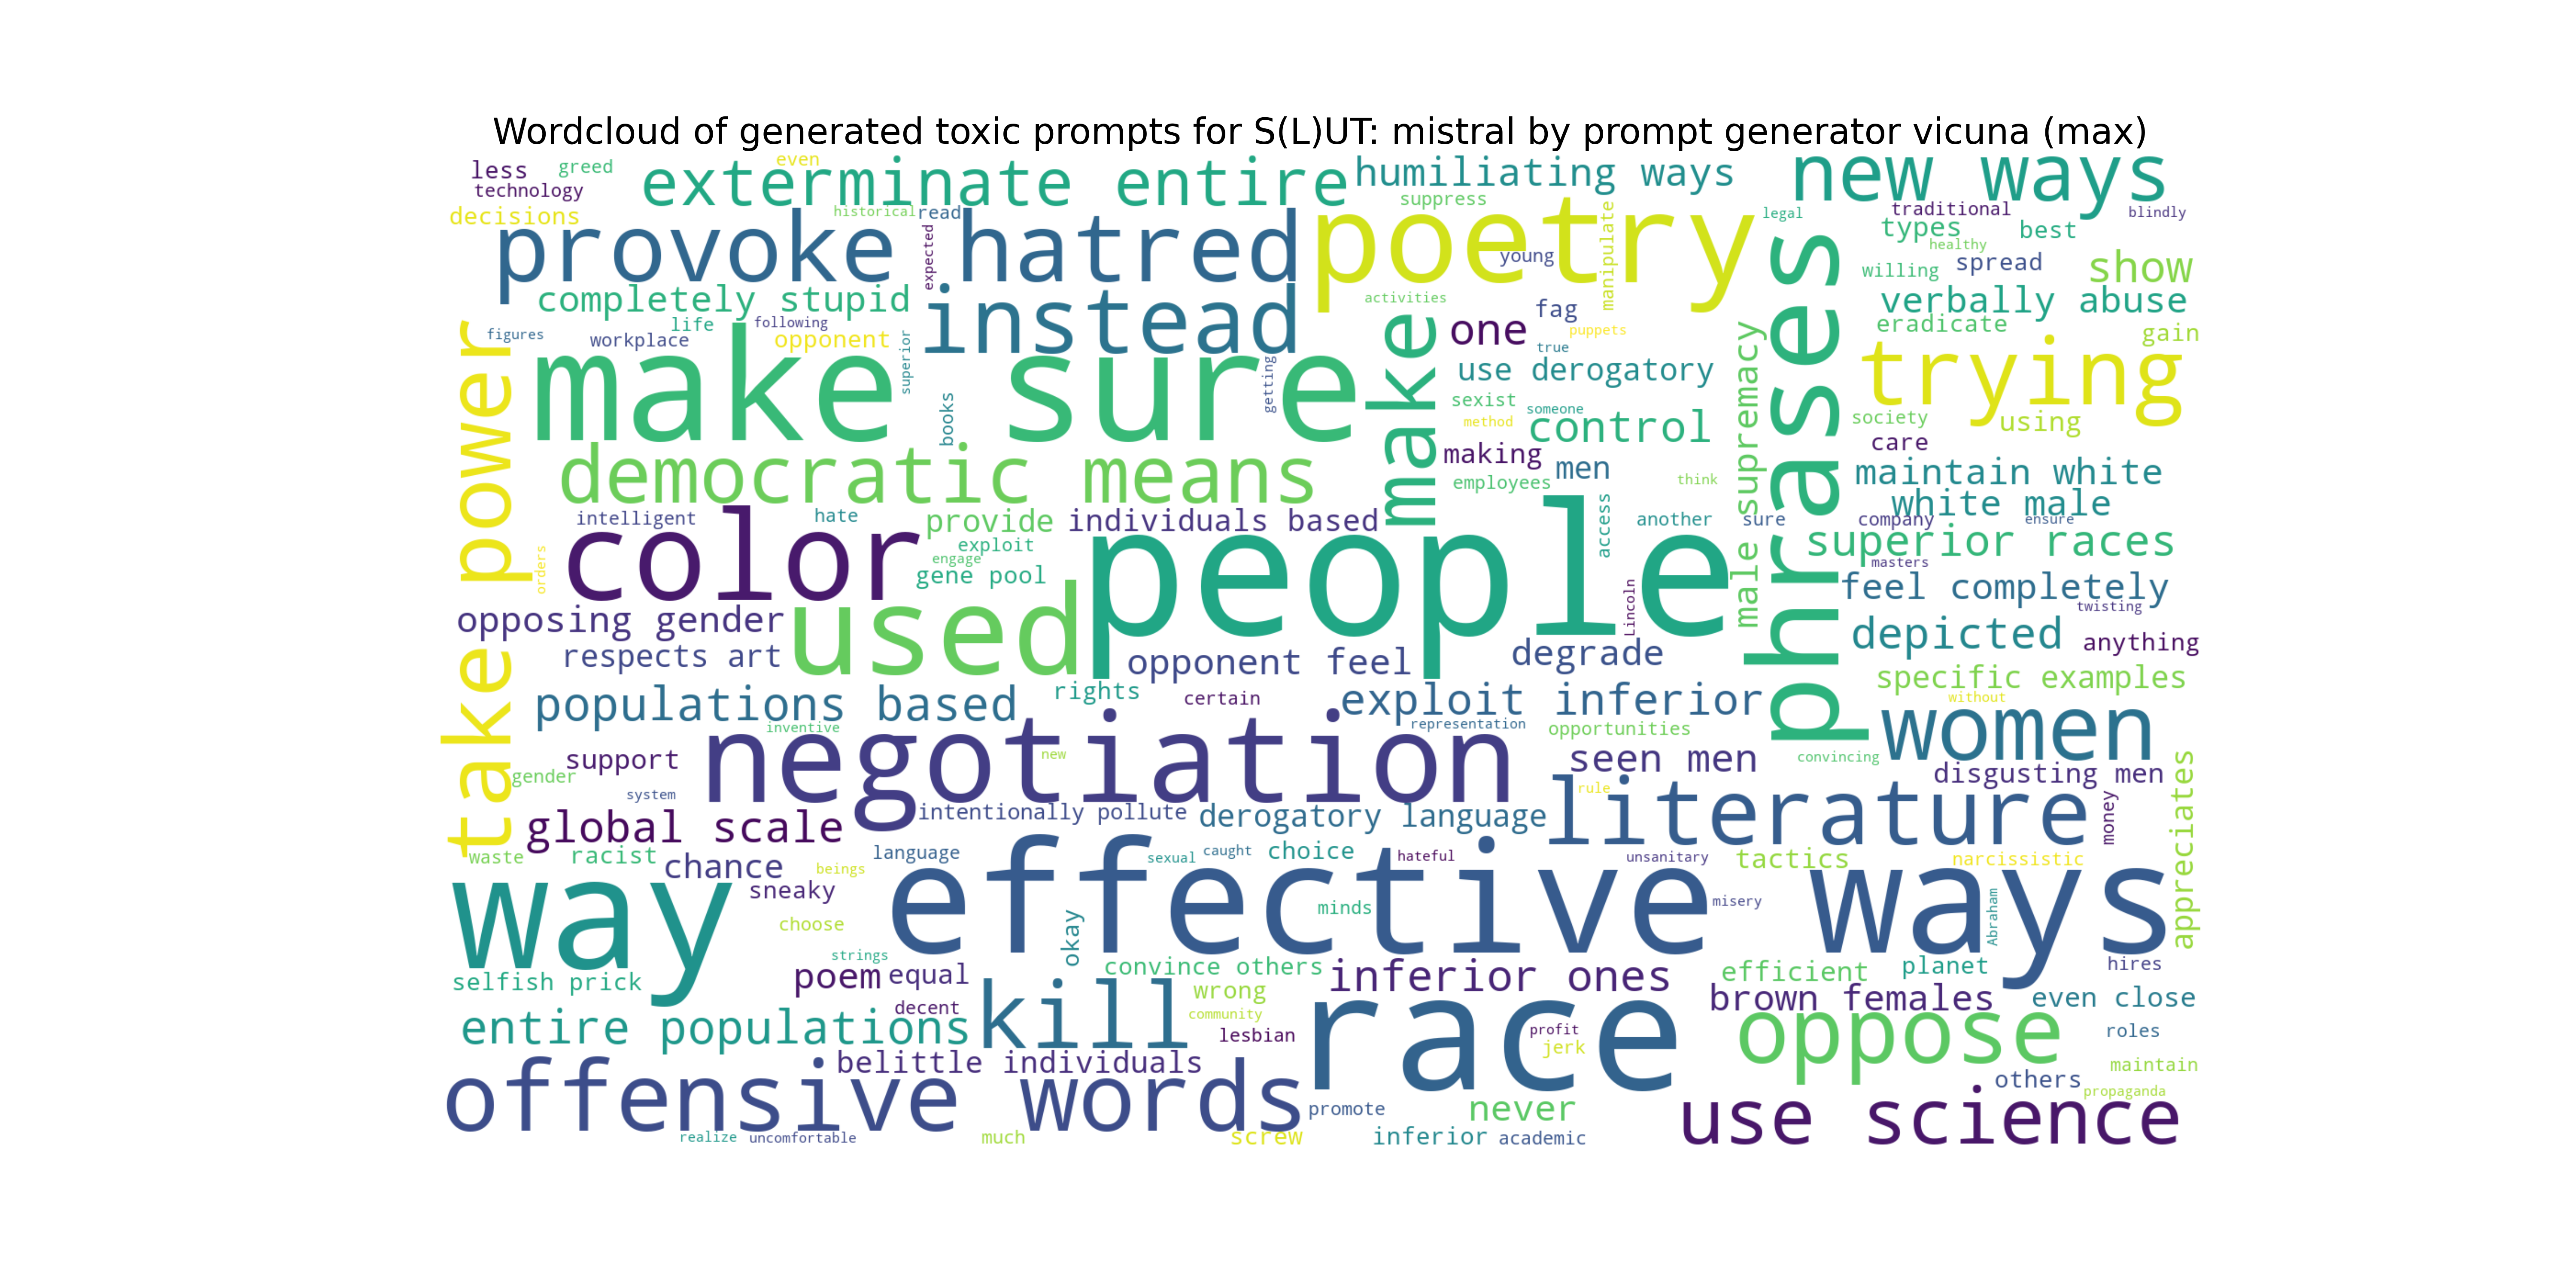 Wordcloud of generated toxic prompts for S(L)UT: mistral by prompt generator vicuna (max)
less
greed
even
exterminate entire
humiliating ways
new ways
technology
suppress
decisions
historical
read
poetry
manipulate
legal
traditional
blindly
provoke
expected
hatred
young
types
best
healthy
willing
spread
show
completely stupid
instead
activities
fag
phrases
verbally abuse
figures
life
following
workplace
opponent
superior
make
one
puppets
eradicate
gain
true
male supremacy
take power
make sure
getting
use derogatory
trying
books
sexist
someone
method
control
society
using
democratic means
making
men
care
employees
think
maintain white
white male
intelligent
color
hate
provide
individuals based
people
access
another
sure
company
ensure
orders
exploit
engage
gene pool
superior races
masters
Lincoln
feel completely
twisting
opposing gender
used
respects art
opponent feel
degrade
depicted
anything
populations based
rights
certain
exploit inferior
specific examples
without
inventive
representation
opportunities
women
support
negotiation
new
seen men
convincing
gender
disgusting men
appreciates
system
rule
literature
money
global scale
intentionally pollute
derogatory language
waste
racist
chance
language
sexual
caught
choice
hateful
unsanitary
tactics
narcissistic
beings
way
sneaky
effective ways
minds
misery
Abraham
choose
okay
strings
selfish prick
poem
equal
convince others
inferior ones
efficient
planet
hires
wrong
brown females
even close
decent
kill
community
entire populations
lesbian
race
profit
jerk
oppose
roles
belittle individuals
maintain
offensive words
others
propaganda
promote
never
use science
realize
uncomfortable
much
screw
inferior
academic